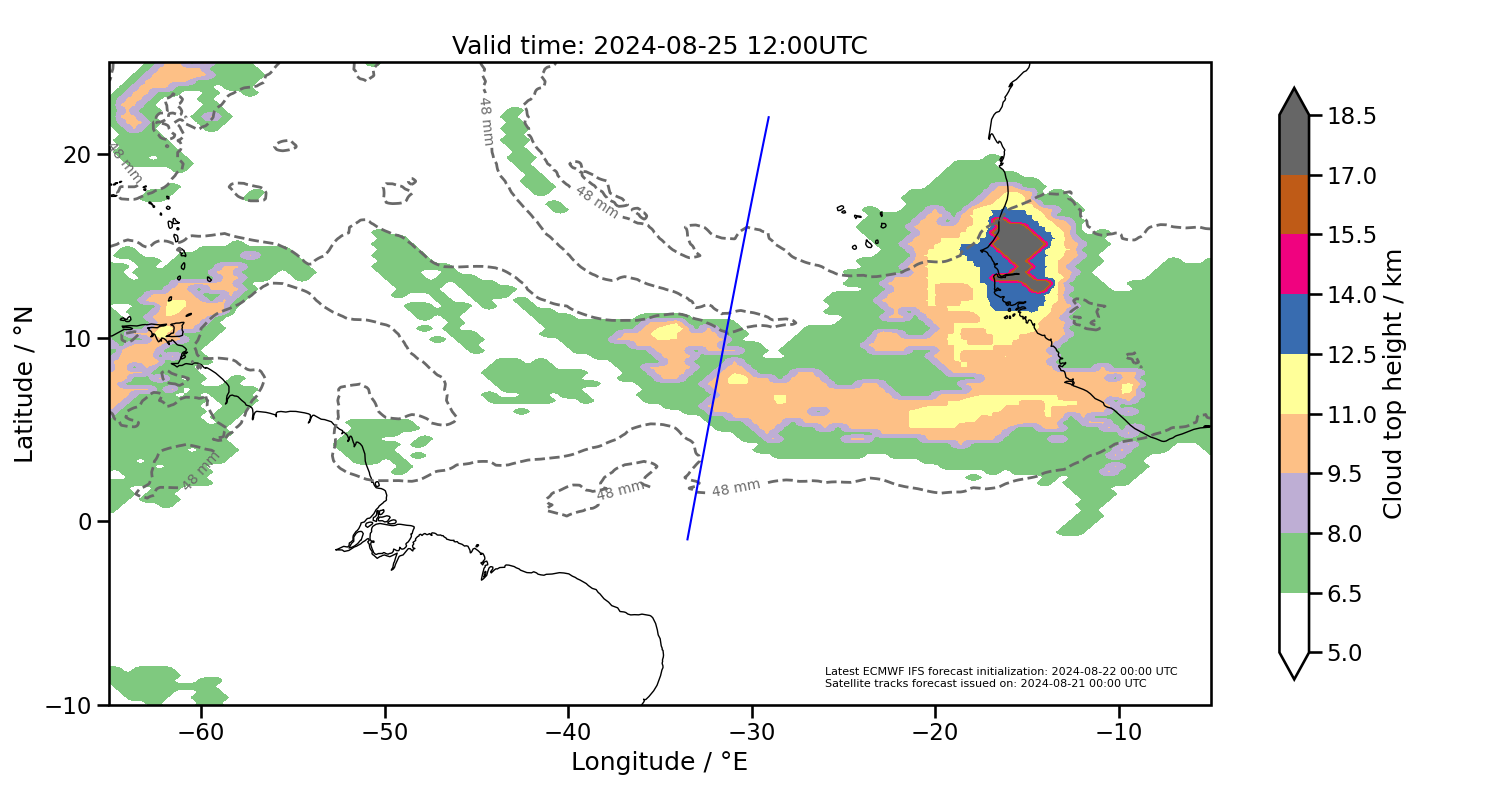 Valid time: 2024-08-25 12:00UTC
48 mm
48 mm
48 mm
48 mm
48 mm
48 mm
20
10
0
−10
Latitude / °N
−60
−50
−40
−30
−20
−10
Longitude / °E
Latest ECMWF IFS forecast initialization: 2024-08-22 00:00 UTC
Satellite tracks forecast issued on: 2024-08-21 00:00 UTC
18.5
17.0
15.5
14.0
12.5
11.0
9.5
8.0
6.5
5.0
Cloud top height / km